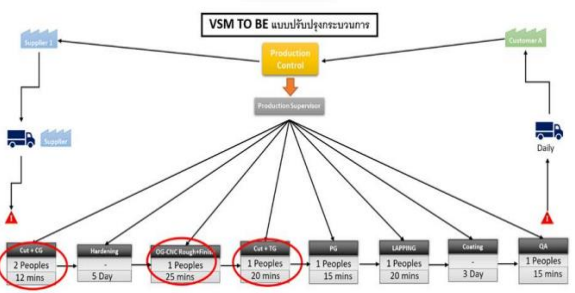 VSM TO BE แบบปรับปรุงกระบวนการ
Supplier 1
Production
Control
Customer A
Production Supervisor
Supplier
Daily
Cut + CG
2 Peoples
12 mins
Hardening
-
5 Day
OG-CNC Rough+Finish
1 Peoples
25 mins
Cut + TG
1 Peoples
20 mins
PG
1 Peoples
15 mins
LAPPING
1 Peoples
20 mins
Coating
-
3 Day
QA
1 Peoples
15 mins